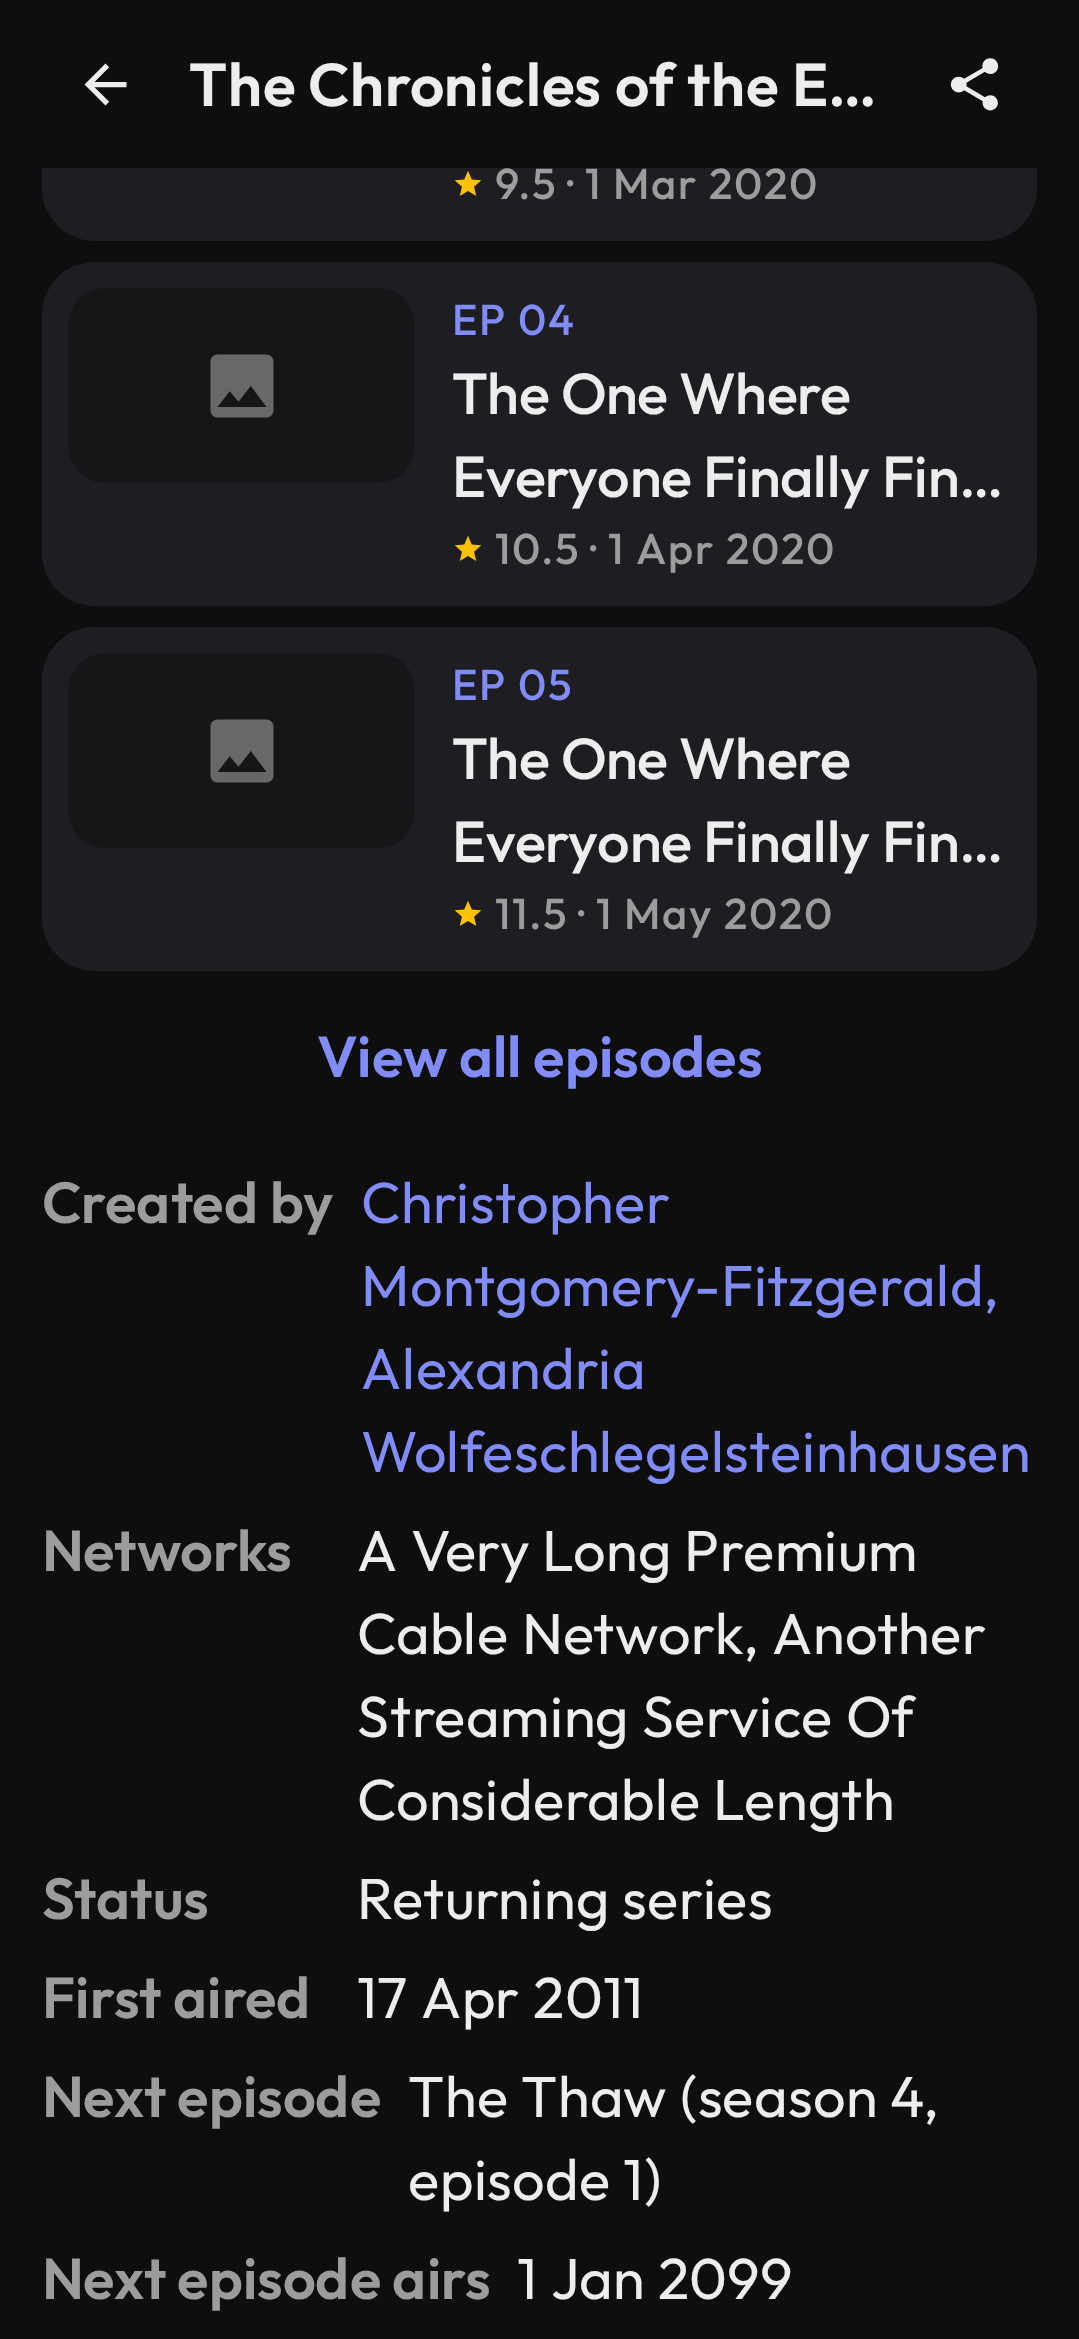 The Chronicles of the E...
9.5 · 1 Mar 2020
EP 04
The One Where
Everyone Finally Fin...
10.5 · 1 Apr 2020
EP 05
The One Where
Everyone Finally Fin...
11.5 · 1 May 2020
View all episodes
Created by Christopher
Montgomery-Fitzgerald,
Alexandria
Wolfeschlegelsteinhausen
Networks A Very Long Premium
Cable Network, Another
Streaming Service Of
Considerable Length
Status Returning series
First aired 17 Apr 2011
Next episode The Thaw (season 4,
episode 1)
Next episode airs 1 Jan 2099